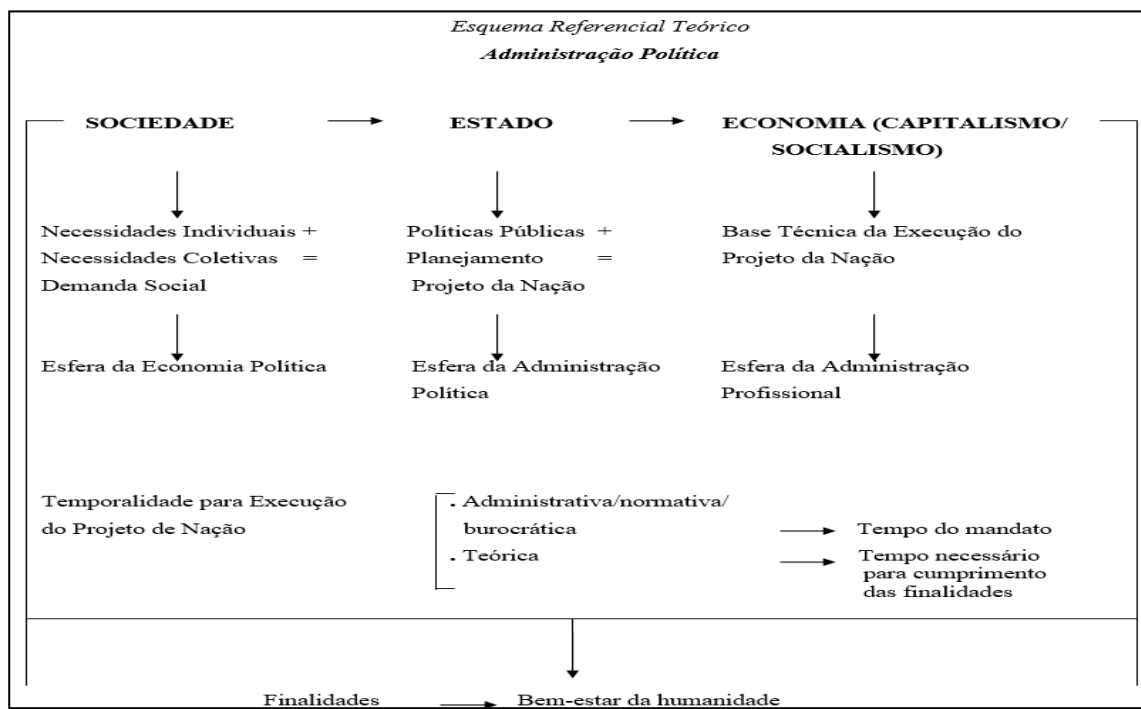 Esquema Referencial Teórico
Administração Política
SOCIEDADE
ESTADO
ECONOMIA (CAPITALISMO/
SOCIALISMO)
Necessidades Individuais +
Necessidades Coletivas =
Demanda Social
Políticas Públicas +
Planejamento =
Projeto da Nação
Base Técnica da Execução do
Projeto da Nação
Esfera da Economia Política
Esfera da Administração
Política
Esfera da Administração
Profissional
Temporalidade para Execução
do Projeto de Nação
. Administrativa/normativa/
burocrática
. Teórica
Tempo do mandato
Tempo necessário
para cumprimento
das finalidades
Finalidades
Bem-estar da humanidade